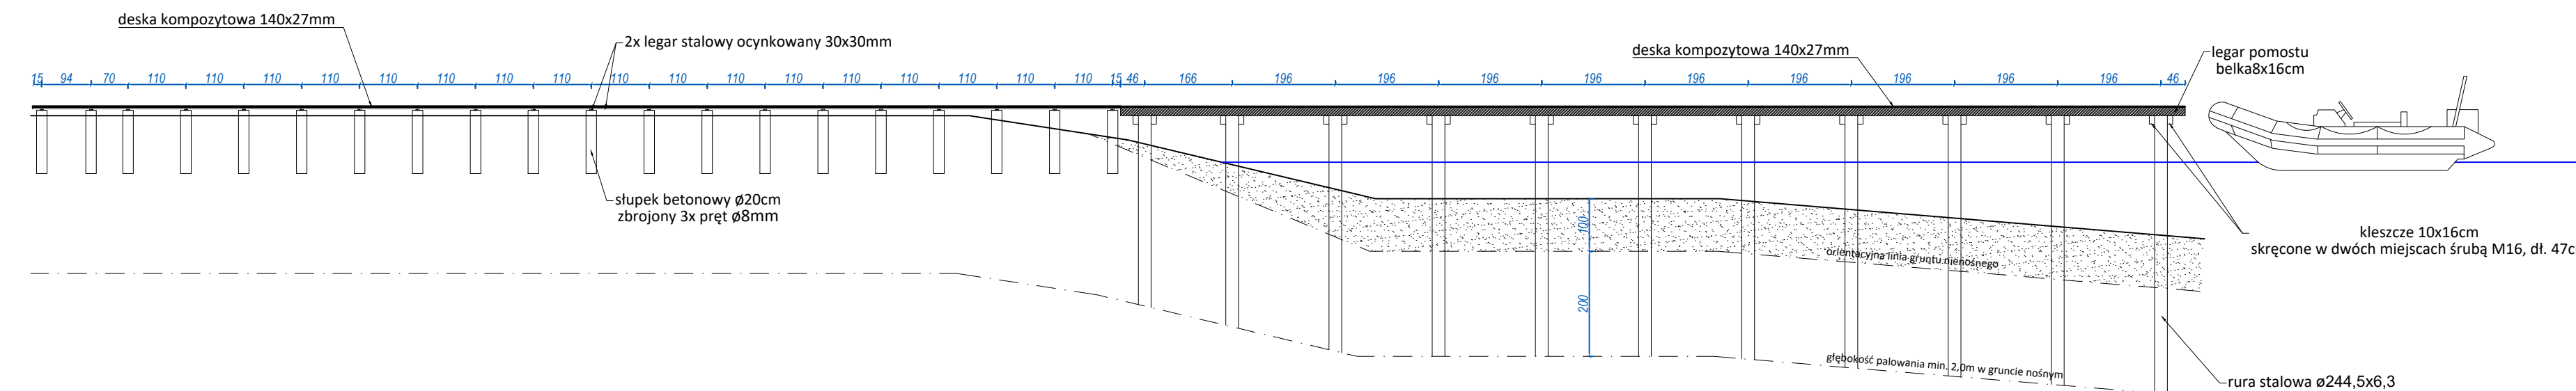 deska kompozytowa 140x27mm
2x legar stalowy ocynkowany 30x30mm
deska kompozytowa 140x27mm
legar pomostu
belka8x16cm
15 94 70 110 110 110 110 110 110 110 110 110 110 110 110 110 110 110 110 110 15 46 166 196 196 196 196 196 196 196 196 196 46
słupek betonowy ø20cm
zbrojony 3x pręt ø8mm
100
kleszcze 10x16cm
skręcone w dwóch miejscach śrubą M16, dł. 47c
orientacyjna linia gruntu nienośnego
200
głębokość palowania min. 2,0m w gruncie nośnym
rura stalowa ø244,5x6,3